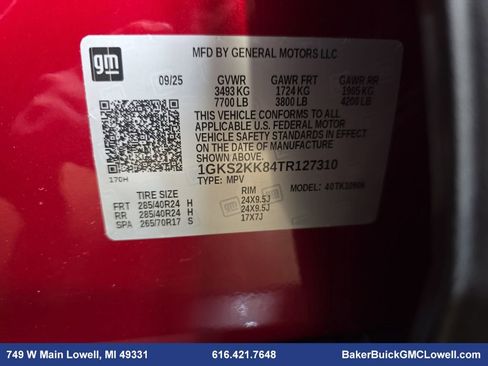 gm
MFD BY GENERAL MOTORS LLC
09/25 GVWR GAWR FRT GAWR RR
3493 KG 1724 KG 1905 KG
7700 LB 3800 LB 4200 LB
THIS VEHICLE CONFORMS TO ALL
APPLICABLE U.S. FEDERAL MOTOR
VEHICLE SAFETY STANDARDS IN EFFECT ON
THE DATE OF MANUFACTURE SHOWN ABOVE.
1GKS2KK84TR127310
170H TYPE: MPV MODEL:
TIRE SIZE RIM
FRT 285/40R24 H 24X9.5J
RR 285/40R24 H 24X9.5J
SPA 265/70R17 S 17X7J
749 W Main Lowell, MI 49331 616.421.7648 BakerBuickGMCLowell.com